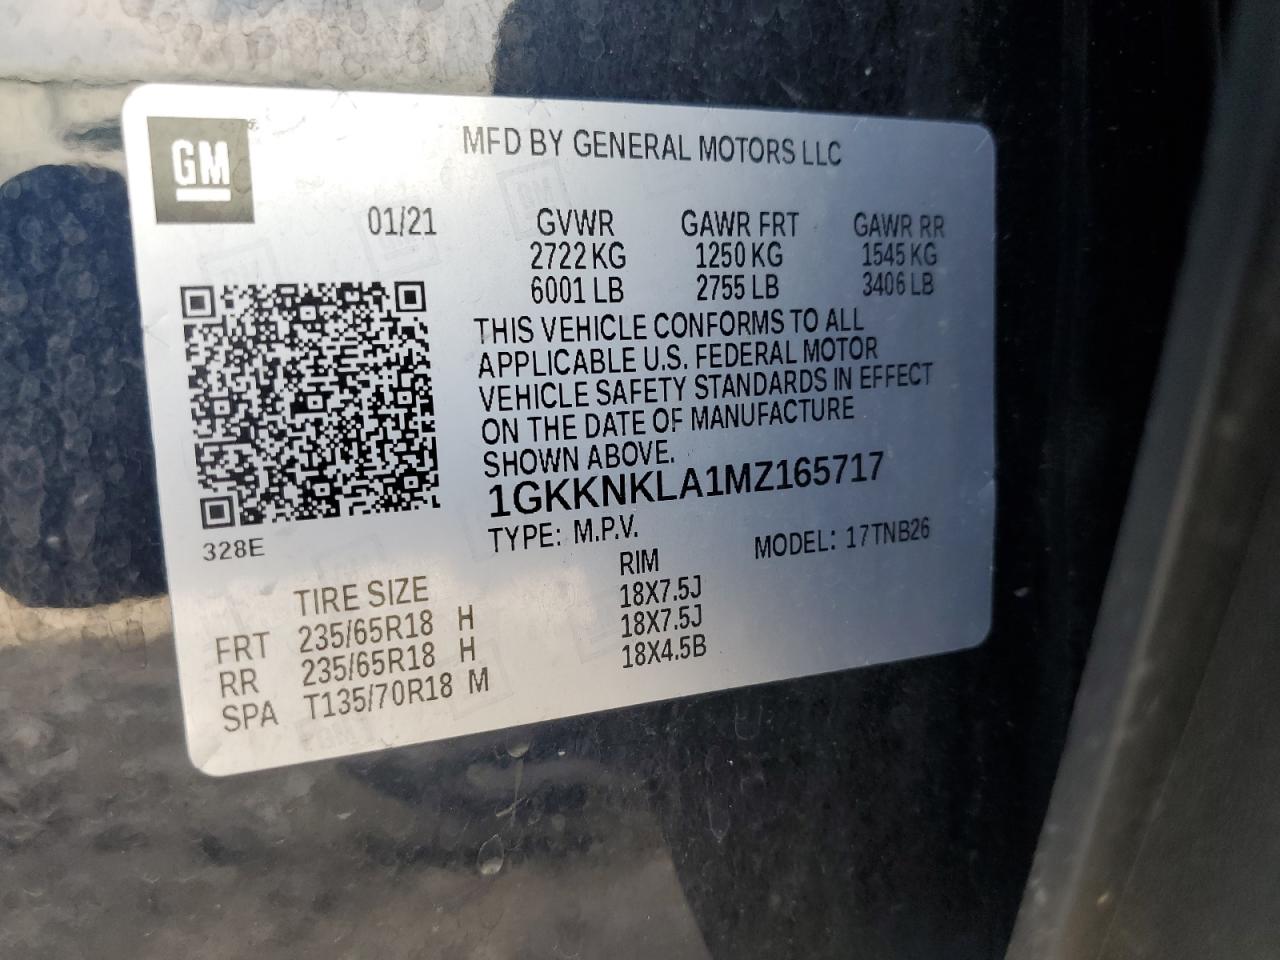 GM
MFD BY GENERAL MOTORS LLC
01/21
GVWR GAWR FRT GAWR RR
2722 KG 1250 KG 1545 KG
6001 LB 2755 LB 3406 LB
THIS VEHICLE CONFORMS TO ALL
APPLICABLE U.S. FEDERAL MOTOR
VEHICLE SAFETY STANDARDS IN EFFECT
ON THE DATE OF MANUFACTURE
SHOWN ABOVE.
1GKKNKLA1MZ165717
TYPE: M.P.V. MODEL: 17TNB26
328E
TIRE SIZE RIM
FRT 235/65R18 H 18X7.5J
RR 235/65R18 H 18X7.5J
SPA T135/70R18 M 18X4.5B